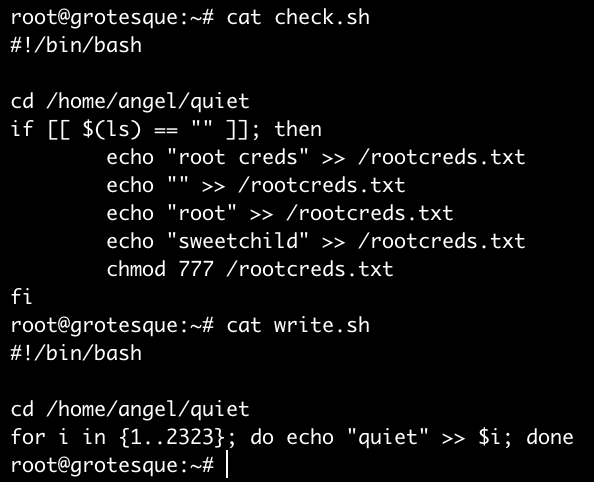 root@grotesque:~# cat check.sh
#!/bin/bash

cd /home/angel/quiet
if [[ $(ls) == "" ]]; then
        echo "root creds" >> /rootcreds.txt
        echo "" >> /rootcreds.txt
        echo "root" >> /rootcreds.txt
        echo "sweetchild" >> /rootcreds.txt
        chmod 777 /rootcreds.txt
fi
root@grotesque:~# cat write.sh
#!/bin/bash

cd /home/angel/quiet
for i in {1..2323}; do echo "quiet" >> $i; done
root@grotesque:~#